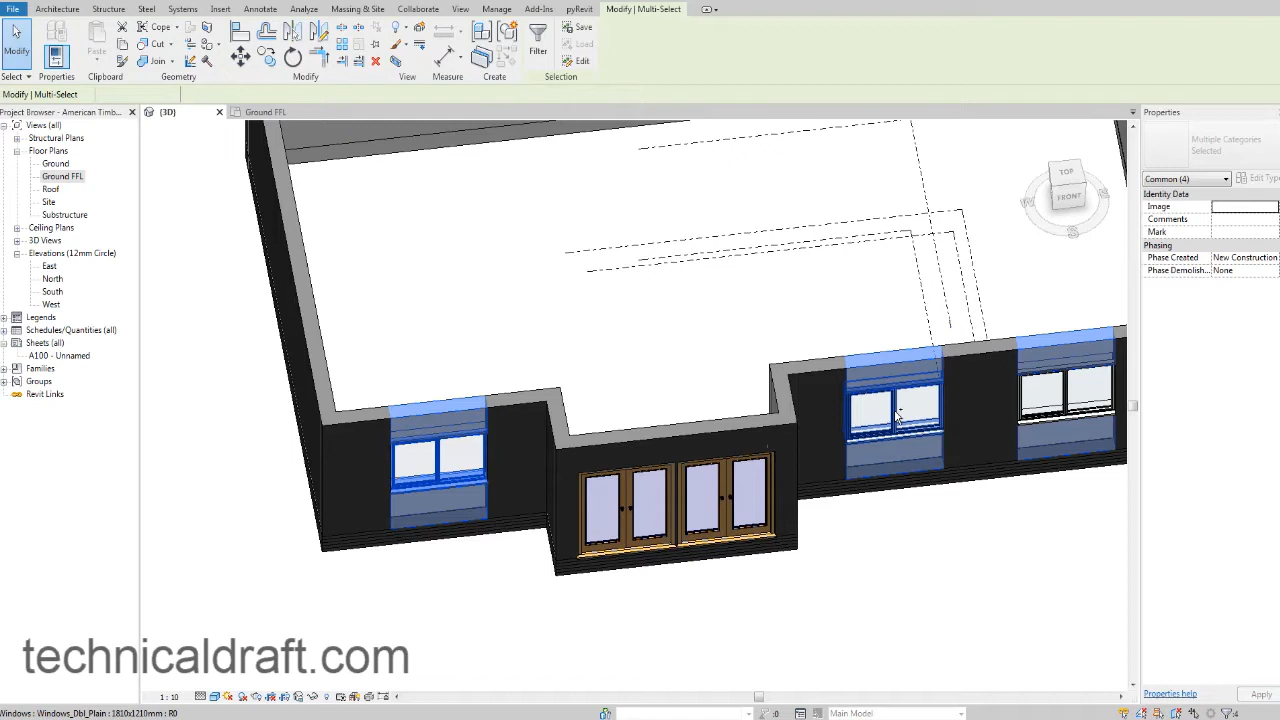 File Architecture Structure Steel Systems Insert Annotate Analyze Massing & Site Collaborate View Manage Add-Ins pyRevit Modify | Multi-Select
Cope Save
Cut Load
Modify Paste Join Filter Edit
Select Properties Clipboard Geometry Modify View Measure Create Selection
Modify | Multi-Select
Project Browser - American Timb... (3D) Ground FFL Properties
Views (all)
Structural Plans
Floor Plans
Ground
Ground FFL
Roof
Site
Substructure
Ceiling Plans
3D Views
Elevations (12mm Circle)
East
North
South
West
Legends
Schedules/Quantities (all)
Sheets (all)
A100 - Unnamed
Families
Groups
Revit Links
TOP
FRONT
S
Multiple Categories
Selected
Common (4) Edit Type
Identity Data
Image
Comments
Mark
Phasing
Phase Created New Construction
Phase Demolish... None
technicaldraft.com
1 : 10
Properties help Apply
Windows : Windows_Dbl_Plain : 1810x1210mm : R0 :0 Main Model :4